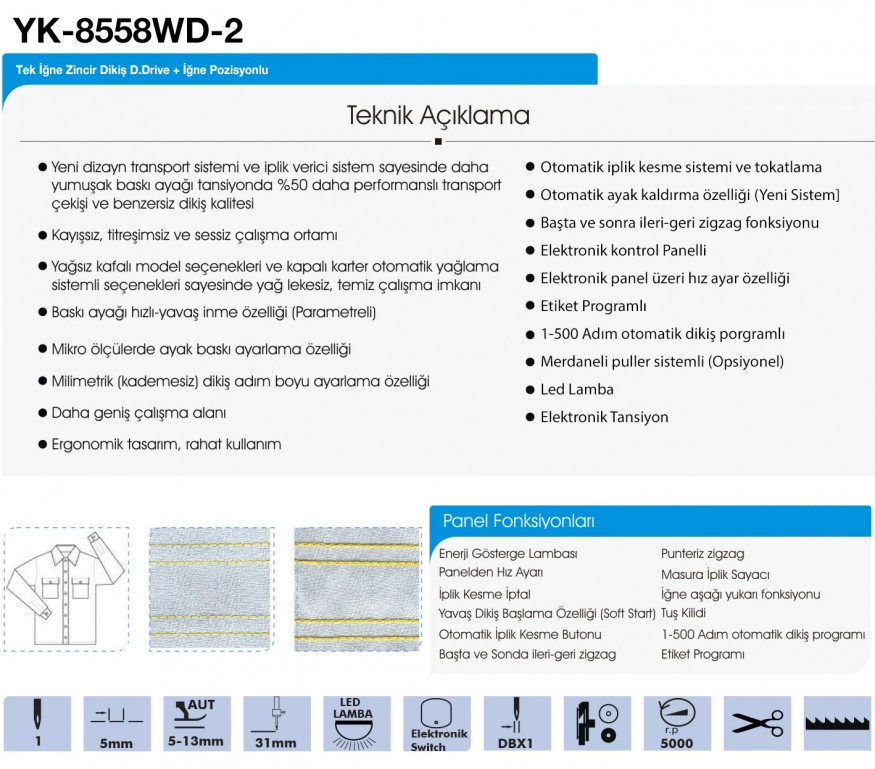 YK-8558WD-2
Tek İğne Zincir Dikiş D.Drive + İğne Pozisyonlu
Teknik Açıklama
● Yeni dizayn transport sistemi ve iplik verici sistem sayesinde daha
yumuşak baskı ayağı tansiyonda %50 daha performanslı transport
çekişi ve benzersiz dikiş kalitesi
● Kayışsız, titreşimsiz ve sessiz çalışma ortamı
● Yağsız kafalı model seçenekleri ve kapalı karter otomatik yağlama
sistemli seçenekleri sayesinde yağ lekesiz, temiz çalışma imkanı
● Baskı ayağı hızlı-yavaş inme özelliği (Parametreli)
● Mikro ölçülerde ayak baskı ayarlama özelliği
● Milimetrik (kademesiz) dikiş adım boyu ayarlama özelliği
● Daha geniş çalışma alanı
● Ergonomik tasarım, rahat kullanım
● Otomatik iplik kesme sistemi ve tokatlama
● Otomatik ayak kaldırma özelliği (Yeni Sistem]
● Başta ve sonra ileri-geri zigzag fonksiyonu
● Elektronik kontrol Panelli
● Elektronik panel üzeri hız ayar özelliği
● Etiket Programlı
● 1-500 Adım otomatik dikiş porgramlı
● Merdaneli puller sistemli (Opsiyonel)
● Led Lamba
● Elektronik Tansiyon
Panel Fonksiyonları
Enerji Gösterge Lambası
Panelden Hız Ayarı
İplik Kesme İptal
Yavaş Dikiş Başlama Özelliği (Soft Start)
Otomatik İplik Kesme Butonu
Başta ve Sonda ileri-geri zigzag
Punteriz zigzag
Masura İplik Sayacı
İğne aşağı yukarı fonksiyonu
Tuş Kilidi
1-500 Adım otomatik dikiş programı
Etiket Programı
1
5mm
AUT
5-13mm
31mm
LED
LAMBA
Elektronik
Switch
DBX1
r.p
5000